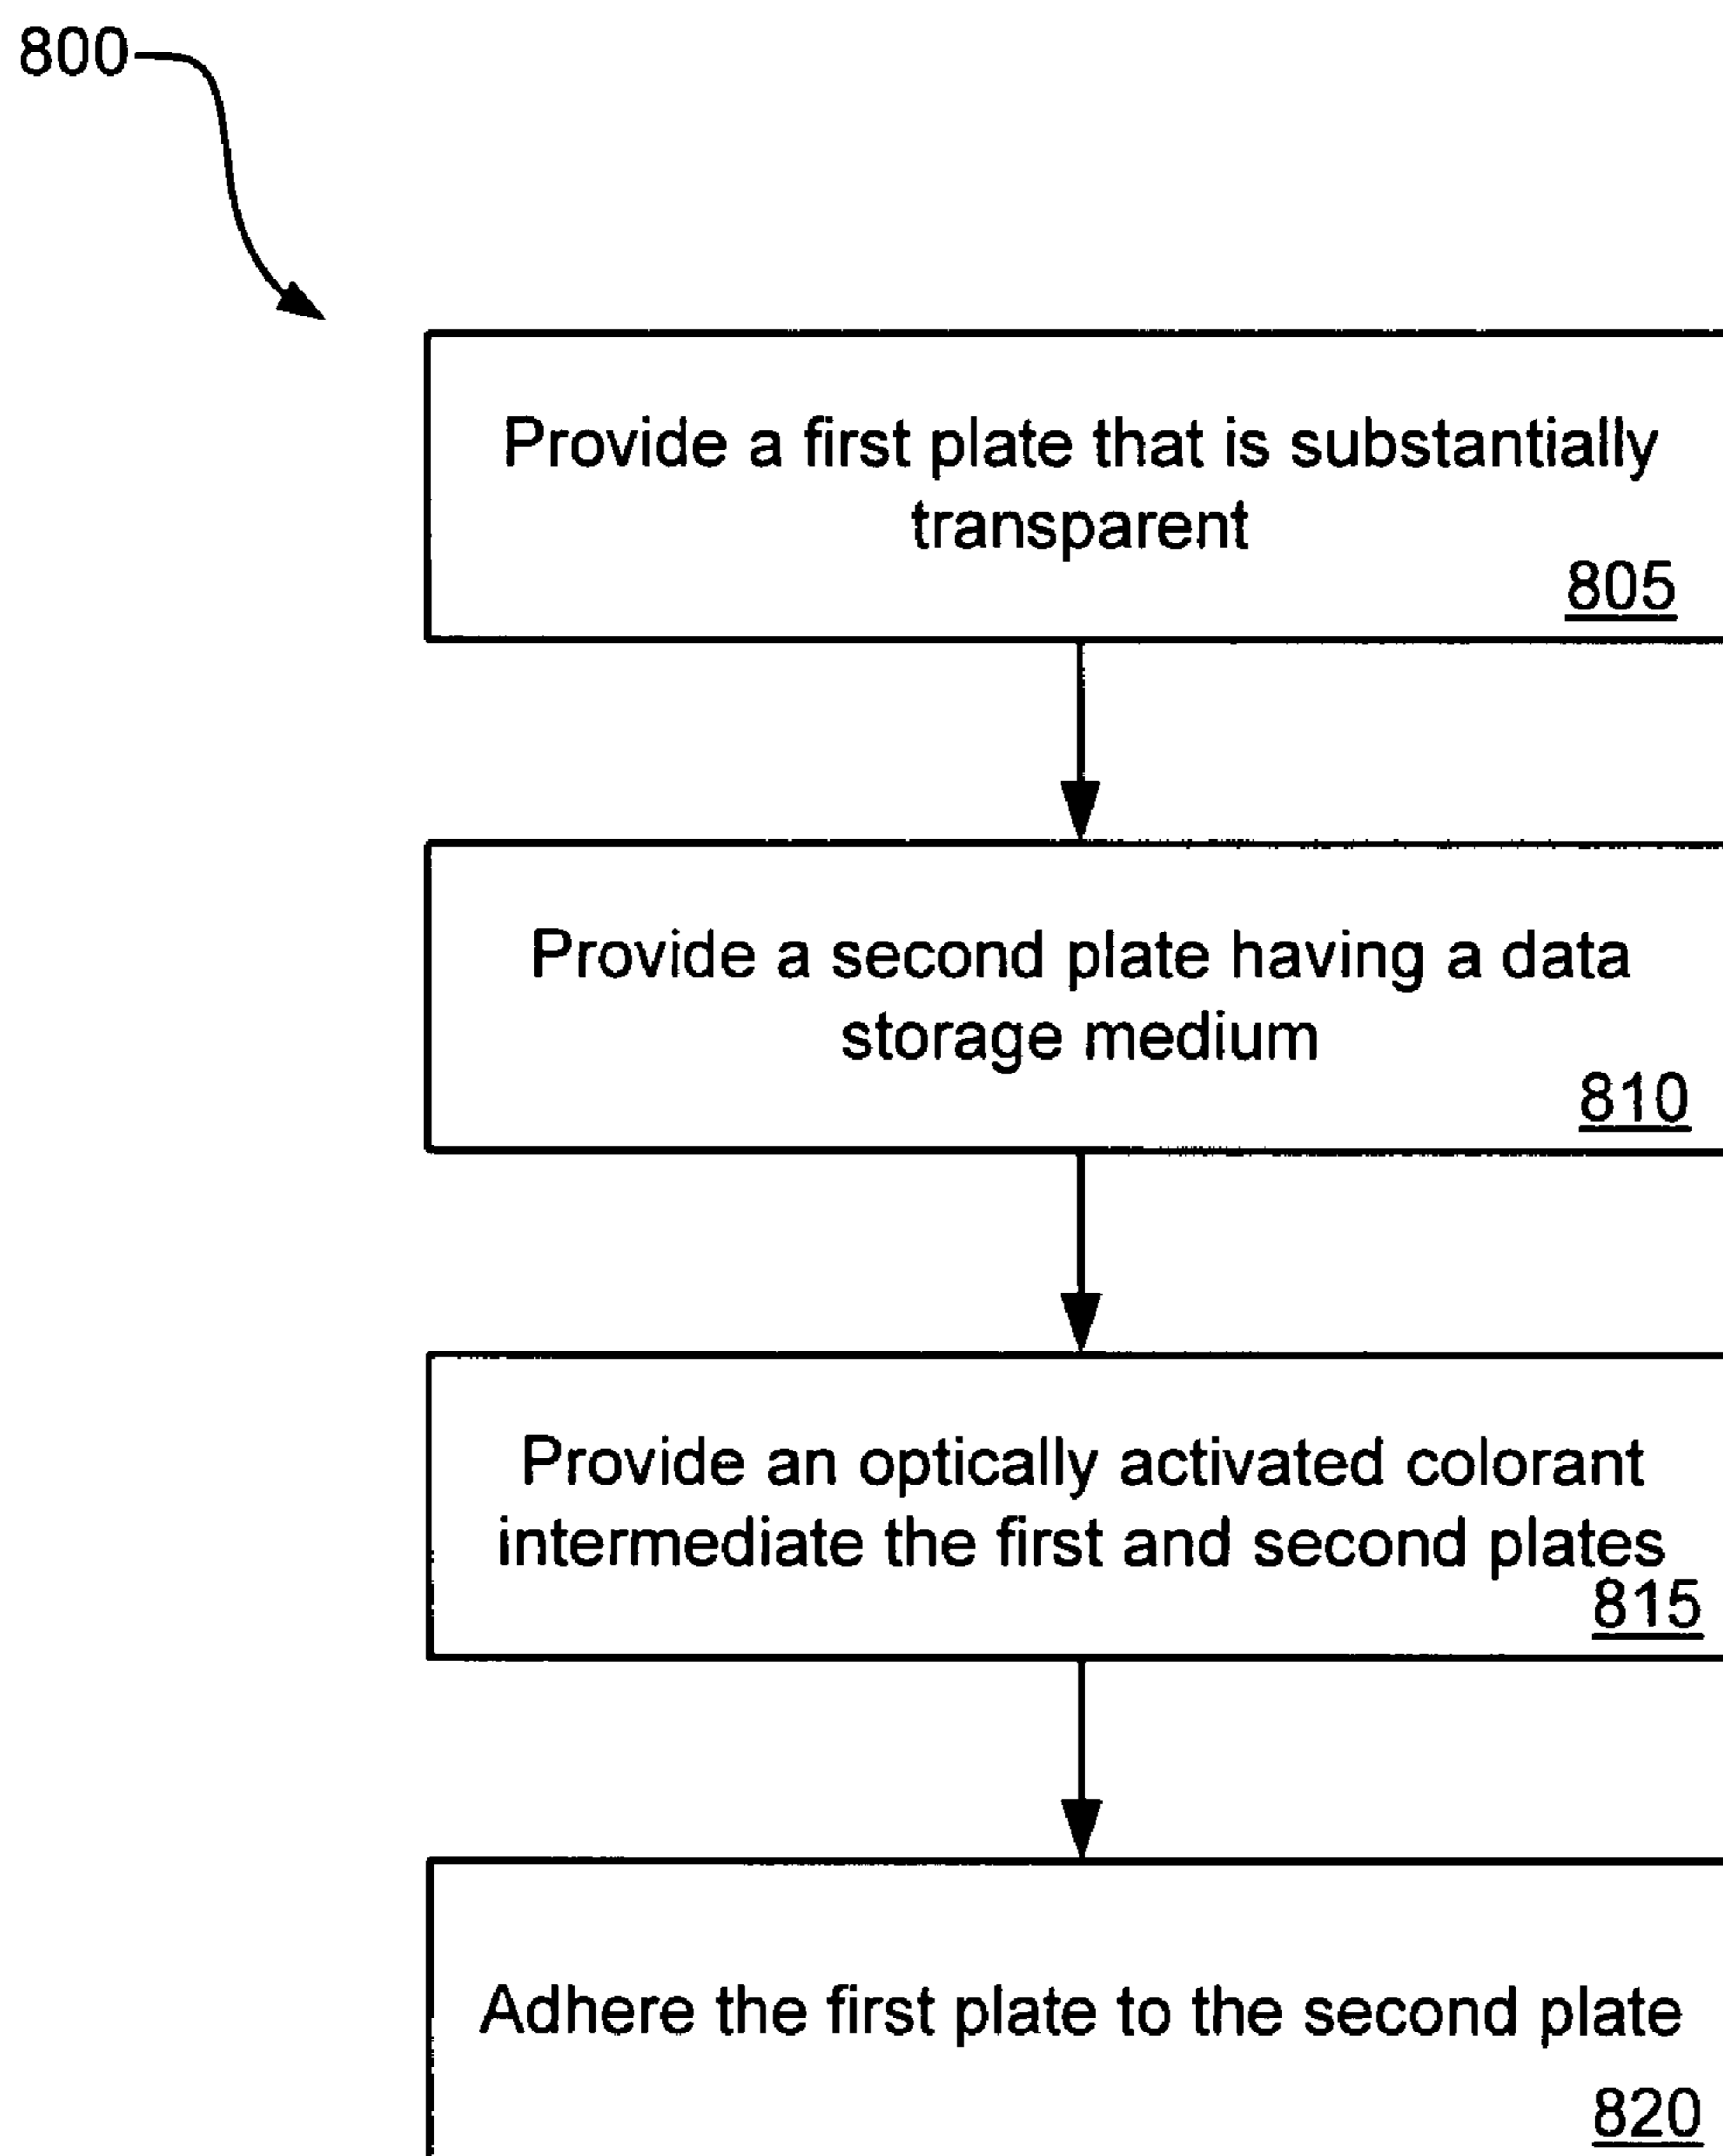 800
Provide a first plate that is substantially
transparent
805
Provide a second plate having a data
storage medium
810
Provide an optically activated colorant
intermediate the first and second plates
815
Adhere the first plate to the second plate
820